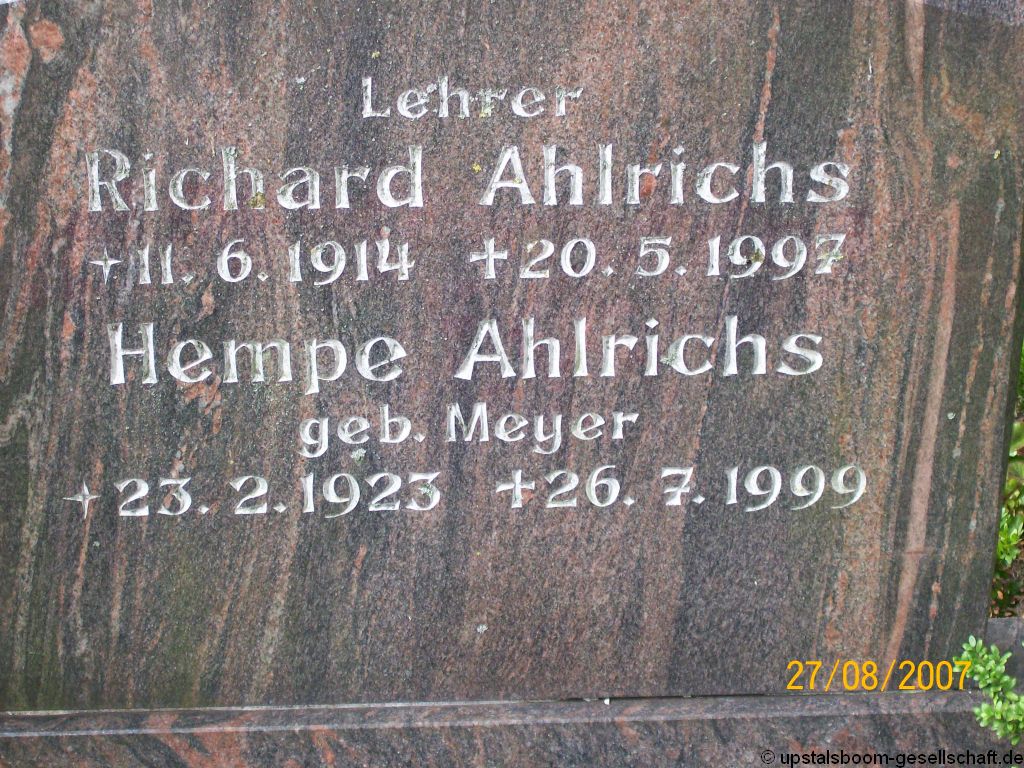 Lehrer
Richard Ahlrichs
11. 6. 1914 +20. 5. 1997
Hempe Ahlrichs
geb. Meyer
23. 2. 1923 +26. 7. 1999
27/08/2007
© upstalsboom-gesellschaft.de